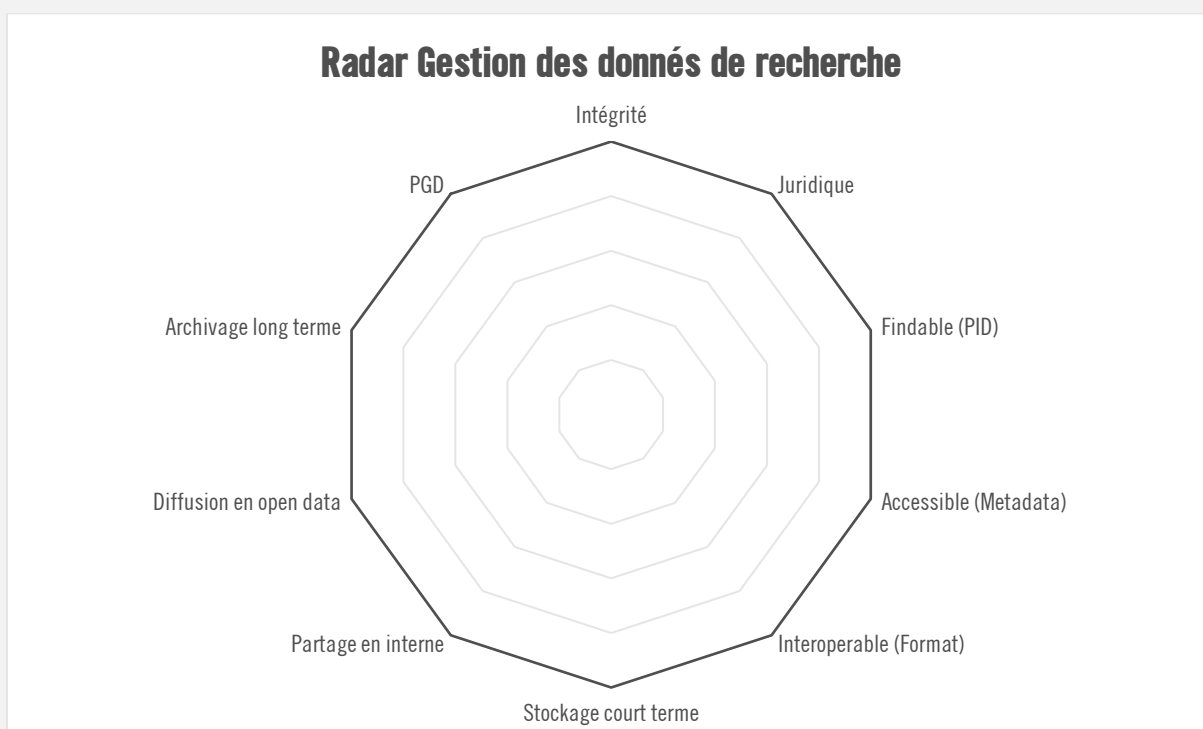 Radar Gestion des donnés de recherche
Intégrité
PGD
Juridique
Archivage long terme
Findable (PID)
Diffusion en open data
Accessible (Metadata)
Partage en interne
Interoperable (Format)
Stockage court terme